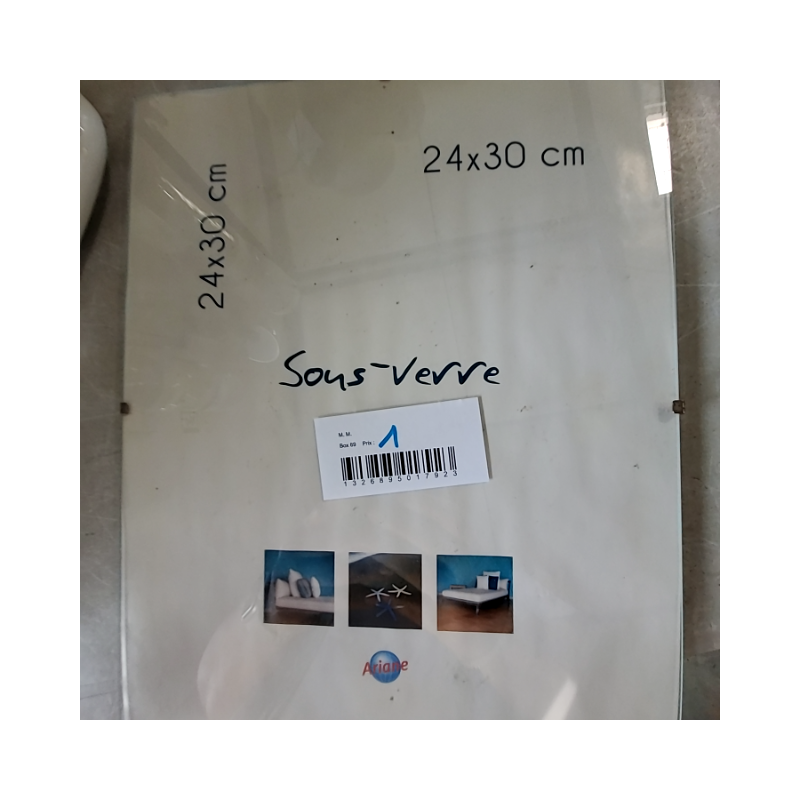 24x30 cm
24x30 cm
Sous-verre
M. M.
Box 69 Prix : 1
1326895017923
Ariane